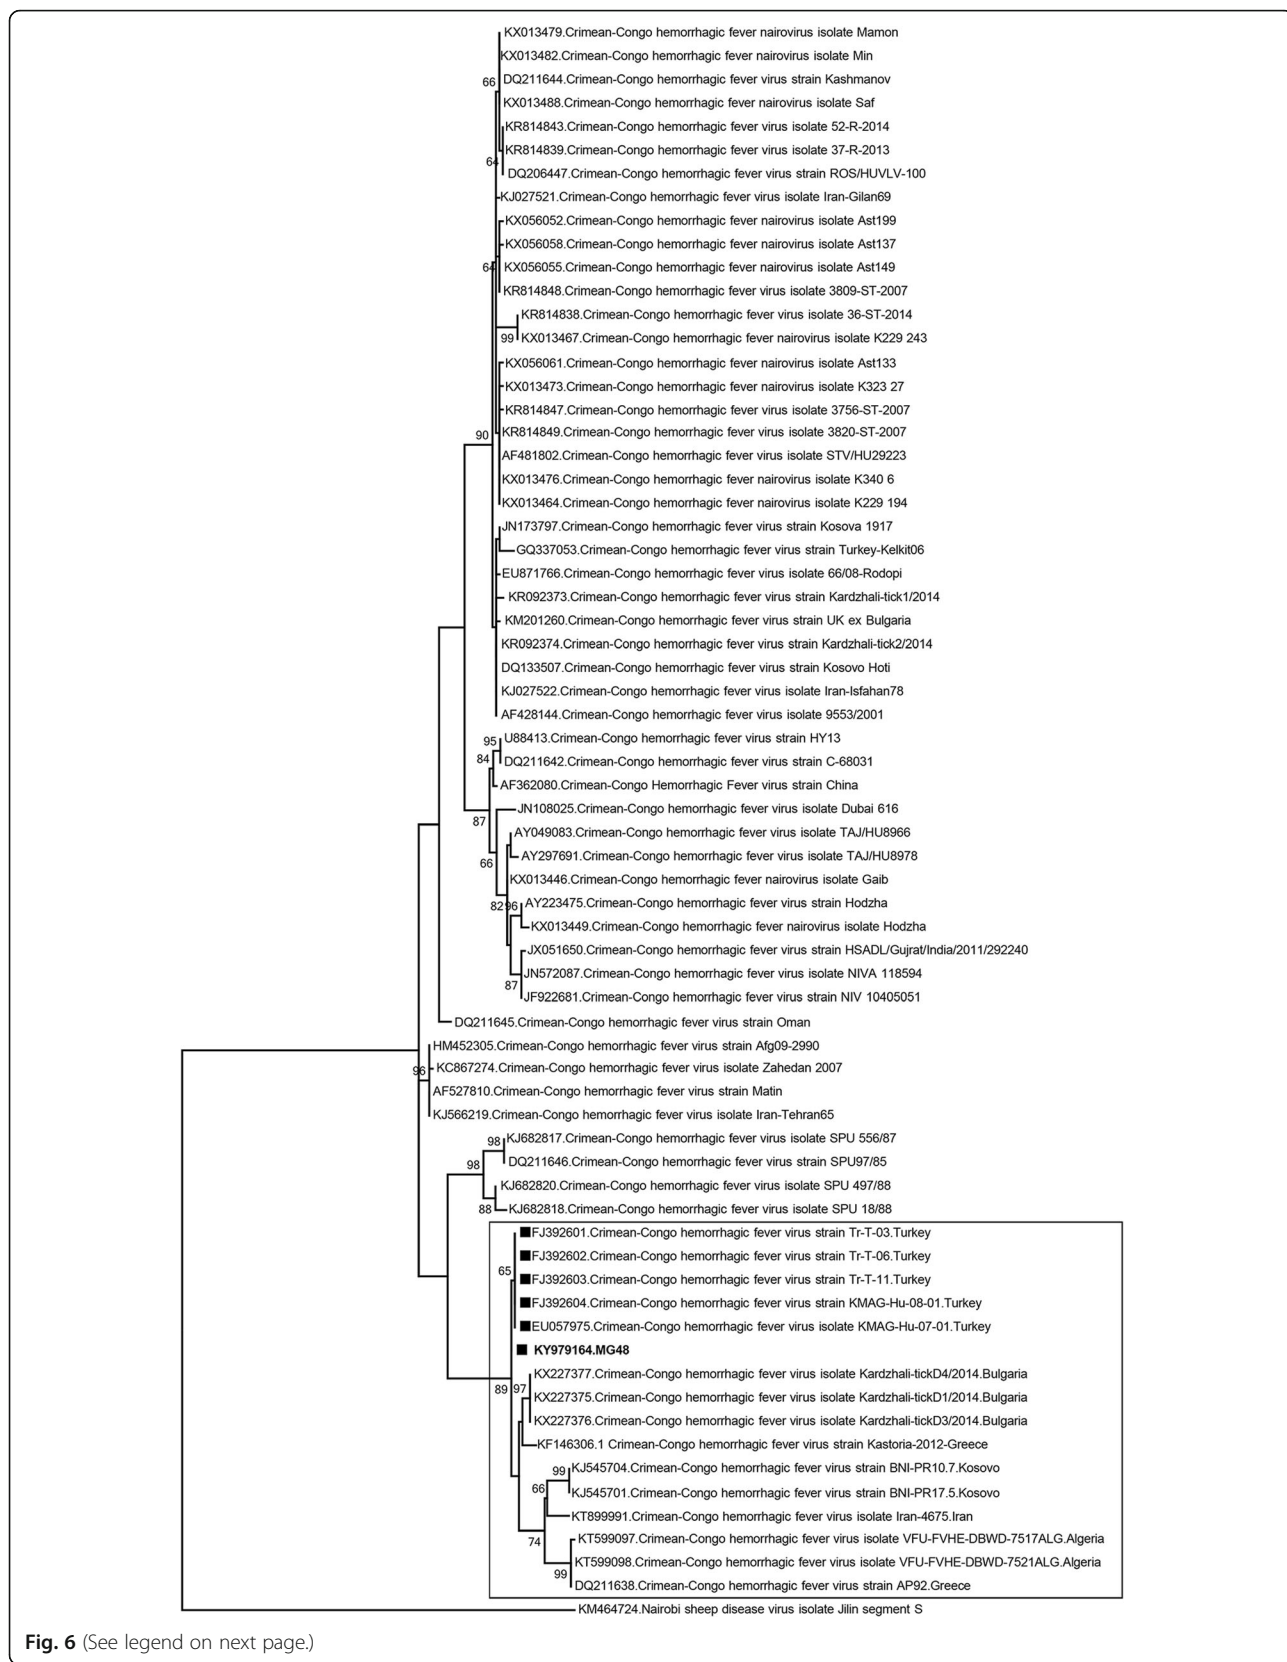 KX013479.Crimean-Congo hemorrhagic fever nairovirus isolate Mamon
KX013482.Crimean-Congo hemorrhagic fever nairovirus isolate Min
66
DQ211644.Crimean-Congo hemorrhagic fever virus strain Kashmanov
KX013488.Crimean-Congo hemorrhagic fever nairovirus isolate Saf
KR814843.Crimean-Congo hemorrhagic fever virus isolate 52-R-2014
KR814839.Crimean-Congo hemorrhagic fever virus isolate 37-R-2013
64
DQ206447.Crimean-Congo hemorrhagic fever virus strain ROS/HUVLV-100
KJ027521.Crimean-Congo hemorrhagic fever virus isolate Iran-Gilan69
KX056052.Crimean-Congo hemorrhagic fever nairovirus isolate Ast199
KX056058.Crimean-Congo hemorrhagic fever nairovirus isolate Ast137
64
KX056055.Crimean-Congo hemorrhagic fever nairovirus isolate Ast149
KR814848.Crimean-Congo hemorrhagic fever virus isolate 3809-ST-2007
KR814838.Crimean-Congo hemorrhagic fever virus isolate 36-ST-2014
99
KX013467.Crimean-Congo hemorrhagic fever nairovirus isolate K229 243
KX056061.Crimean-Congo hemorrhagic fever nairovirus isolate Ast133
KX013473.Crimean-Congo hemorrhagic fever nairovirus isolate K323 27
KR814847.Crimean-Congo hemorrhagic fever virus isolate 3756-ST-2007
90
KR814849.Crimean-Congo hemorrhagic fever virus isolate 3820-ST-2007
AF481802.Crimean-Congo hemorrhagic fever virus isolate STV/HU29223
KX013476.Crimean-Congo hemorrhagic fever nairovirus isolate K340 6
KX013464.Crimean-Congo hemorrhagic fever nairovirus isolate K229 194
JN173797.Crimean-Congo hemorrhagic fever virus strain Kosova 1917
GQ337053.Crimean-Congo hemorrhagic fever virus strain Turkey-Kelkit06
EU871766.Crimean-Congo hemorrhagic fever virus isolate 66/08-Rodopi
KR092373.Crimean-Congo hemorrhagic fever virus strain Kardzhali-tick1/2014
KM201260.Crimean-Congo hemorrhagic fever virus strain UK ex Bulgaria
KR092374.Crimean-Congo hemorrhagic fever virus strain Kardzhali-tick2/2014
DQ133507.Crimean-Congo hemorrhagic fever virus strain Kosovo Hoti
KJ027522.Crimean-Congo hemorrhagic fever virus isolate Iran-Isfahan78
AF428144.Crimean-Congo hemorrhagic fever virus isolate 9553/2001
95
U88413.Crimean-Congo hemorrhagic fever virus strain HY13
84
DQ211642.Crimean-Congo hemorrhagic fever virus strain C-68031
AF362080.Crimean-Congo Hemorrhagic Fever virus strain China
JN108025.Crimean-Congo hemorrhagic fever virus isolate Dubai 616
87
AY049083.Crimean-Congo hemorrhagic fever virus isolate TAJ/HU8966
AY297691.Crimean-Congo hemorrhagic fever virus isolate TAJ/HU8978
66
KX013446.Crimean-Congo hemorrhagic fever nairovirus isolate Gaib
82 96
AY223475.Crimean-Congo hemorrhagic fever virus strain Hodzha
KX013449.Crimean-Congo hemorrhagic fever nairovirus isolate Hodzha
JX051650.Crimean-Congo hemorrhagic fever virus strain HSADL/Gujrat/India/2011/292240
JN572087.Crimean-Congo hemorrhagic fever virus isolate NIVA 118594
87
JF922681.Crimean-Congo hemorrhagic fever virus strain NIV 10405051
DQ211645.Crimean-Congo hemorrhagic fever virus strain Oman
HM452305.Crimean-Congo hemorrhagic fever virus strain Afg09-2990
96
KC867274.Crimean-Congo hemorrhagic fever virus isolate Zahedan 2007
AF527810.Crimean-Congo hemorrhagic fever virus strain Matin
KJ566219.Crimean-Congo hemorrhagic fever virus isolate Iran-Tehran65
98
KJ682817.Crimean-Congo hemorrhagic fever virus isolate SPU 556/87
98
DQ211646.Crimean-Congo hemorrhagic fever virus strain SPU97/85
KJ682820.Crimean-Congo hemorrhagic fever virus isolate SPU 497/88
88
KJ682818.Crimean-Congo hemorrhagic fever virus isolate SPU 18/88
FJ392601.Crimean-Congo hemorrhagic fever virus strain Tr-T-03.Turkey
FJ392602.Crimean-Congo hemorrhagic fever virus strain Tr-T-06.Turkey
65
FJ392603.Crimean-Congo hemorrhagic fever virus strain Tr-T-11.Turkey
FJ392604.Crimean-Congo hemorrhagic fever virus strain KMAG-Hu-08-01.Turkey
EU057975.Crimean-Congo hemorrhagic fever virus isolate KMAG-Hu-07-01.Turkey
KY979164.MG48
KX227377.Crimean-Congo hemorrhagic fever virus isolate Kardzhali-tickD4/2014.Bulgaria
89 97
KX227375.Crimean-Congo hemorrhagic fever virus isolate Kardzhali-tickD1/2014.Bulgaria
KX227376.Crimean-Congo hemorrhagic fever virus isolate Kardzhali-tickD3/2014.Bulgaria
KF146306.1 Crimean-Congo hemorrhagic fever virus strain Kastoria-2012-Greece
99
KJ545704.Crimean-Congo hemorrhagic fever virus strain BNI-PR10.7.Kosovo
66
KJ545701.Crimean-Congo hemorrhagic fever virus strain BNI-PR17.5.Kosovo
KT899991.Crimean-Congo hemorrhagic fever virus isolate Iran-4675.Iran
74
KT599097.Crimean-Congo hemorrhagic fever virus isolate VFU-FVHE-DBWD-7517ALG.Algeria
KT599098.Crimean-Congo hemorrhagic fever virus isolate VFU-FVHE-DBWD-7521ALG.Algeria
99
DQ211638.Crimean-Congo hemorrhagic fever virus strain AP92.Greece
KM464724.Nairobi sheep disease virus isolate Jilin segment S
Fig. 6 (See legend on next page.)